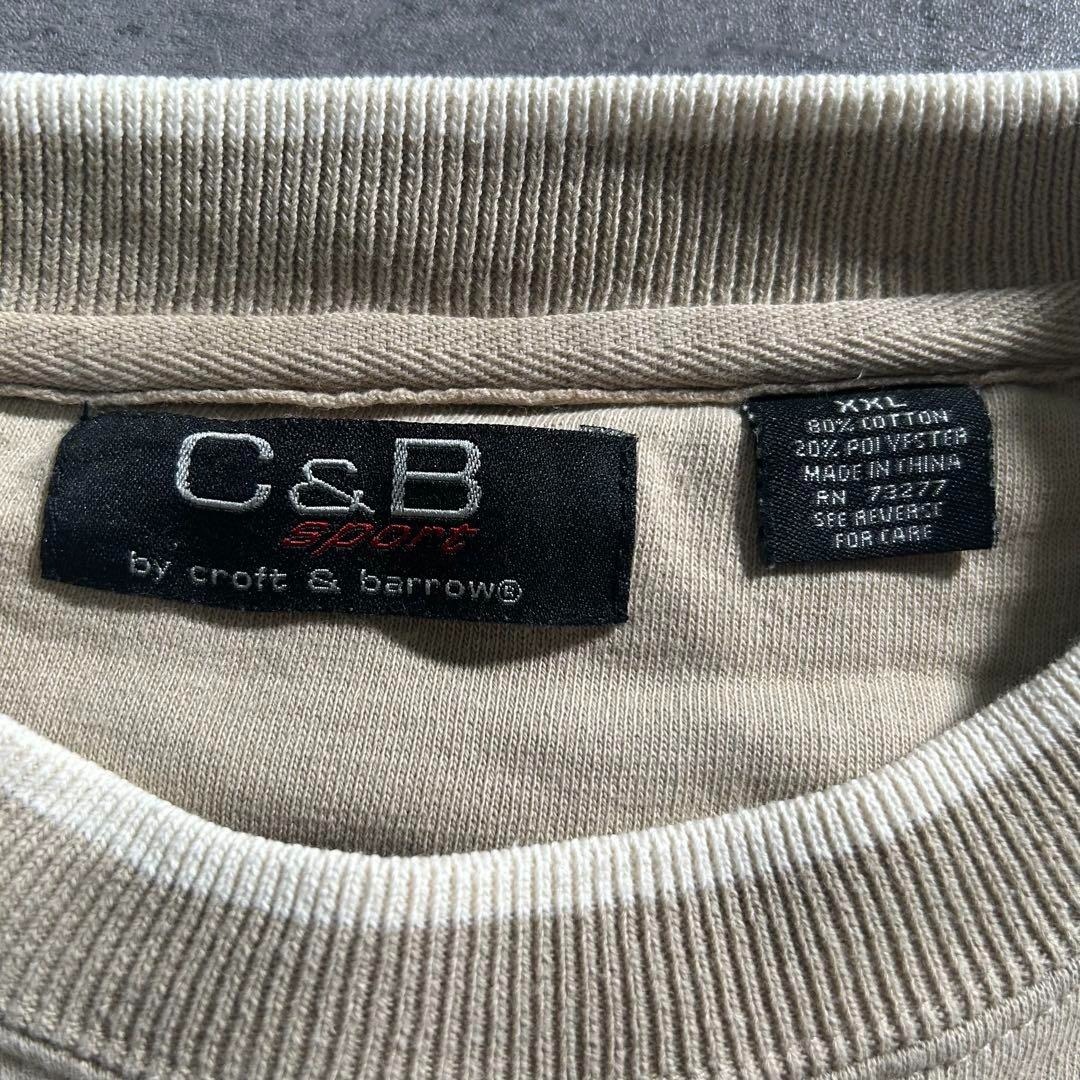 C & B
sport
by croft & barrow®
XXL
80% COTTON
20% POLYESTER
MADE IN CHINA
RN 73277
SEE REVERSE
FOR CARE